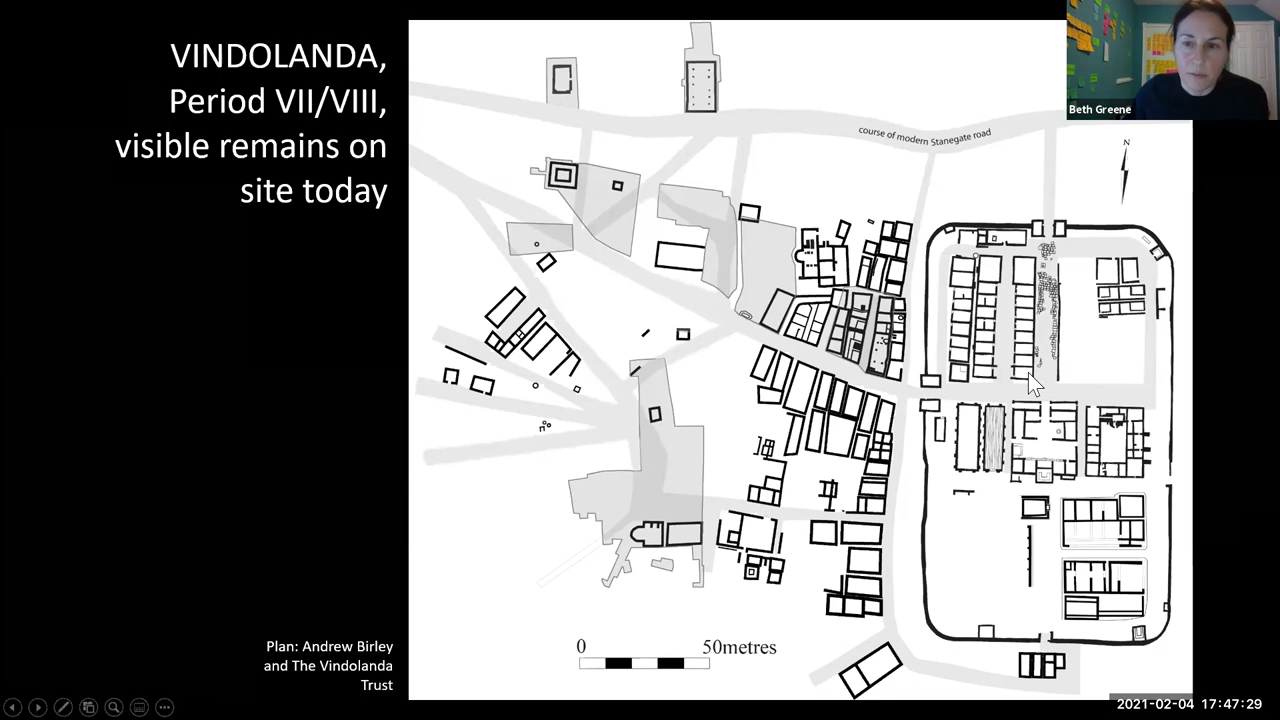 VINDOLANDA,
Period VII/VIII,
visible remains on
site today
Beth Greene
course of modern Stanegate road
N
0 50metres
Plan: Andrew Birley
and The Vindolanda
Trust
2021-02-04 17:47:29